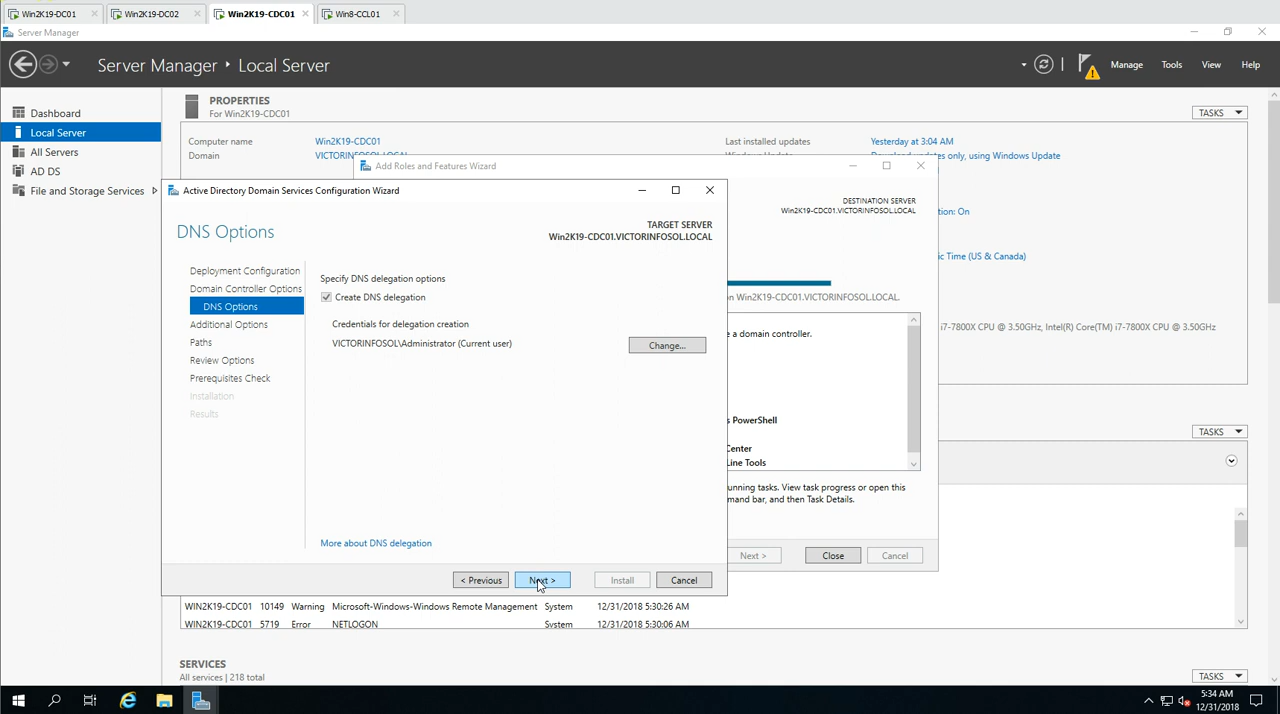 Win2K19-DC01
Win2K19-DC02
Win2K19-CDC01
Win8-CCL01
Server Manager
Server Manager
Local Server
Manage
Tools
View
Help
Dashboard
Local Server
All Servers
AD DS
File and Storage Services
PROPERTIES
For Win2K19-CDC01
TASKS
Computer name
Win2K19-CDC01
Last installed updates
Yesterday at 3:04 AM
Domain
updates only, using Windows Update
tion: On
ic Time (US & Canada)
i7-7800X CPU @ 3.50GHz, Intel(R) Core(TM) i7-7800X CPU @ 3.50GHz
Add Roles and Features Wizard
DESTINATION SERVER
Win2K19-CDC01.VICTORINFOSOL.LOCAL
on Win2K19-CDC01.VICTORINFOSOL.LOCAL.
e a domain controller.
s PowerShell
Center
Line Tools
unning tasks. View task progress or open this
mand bar, and then Task Details.
Next >
Close
Cancel
Active Directory Domain Services Configuration Wizard
DNS Options
TARGET SERVER
Win2K19-CDC01.VICTORINFOSOL.LOCAL
Deployment Configuration
Domain Controller Options
DNS Options
Additional Options
Paths
Review Options
Prerequisites Check
Installation
Results
Specify DNS delegation options
Create DNS delegation
Credentials for delegation creation
VICTORINFOSOL\Administrator (Current user)
Change...
More about DNS delegation
< Previous
Next >
Install
Cancel
TASKS
WIN2K19-CDC01 10149 Warning Microsoft-Windows-Windows Remote Management System 12/31/2018 5:30:26 AM
WIN2K19-CDC01 5719 Error NETLOGON System 12/31/2018 5:30:06 AM
SERVICES
All services | 218 total
TASKS
5:34 AM
12/31/2018